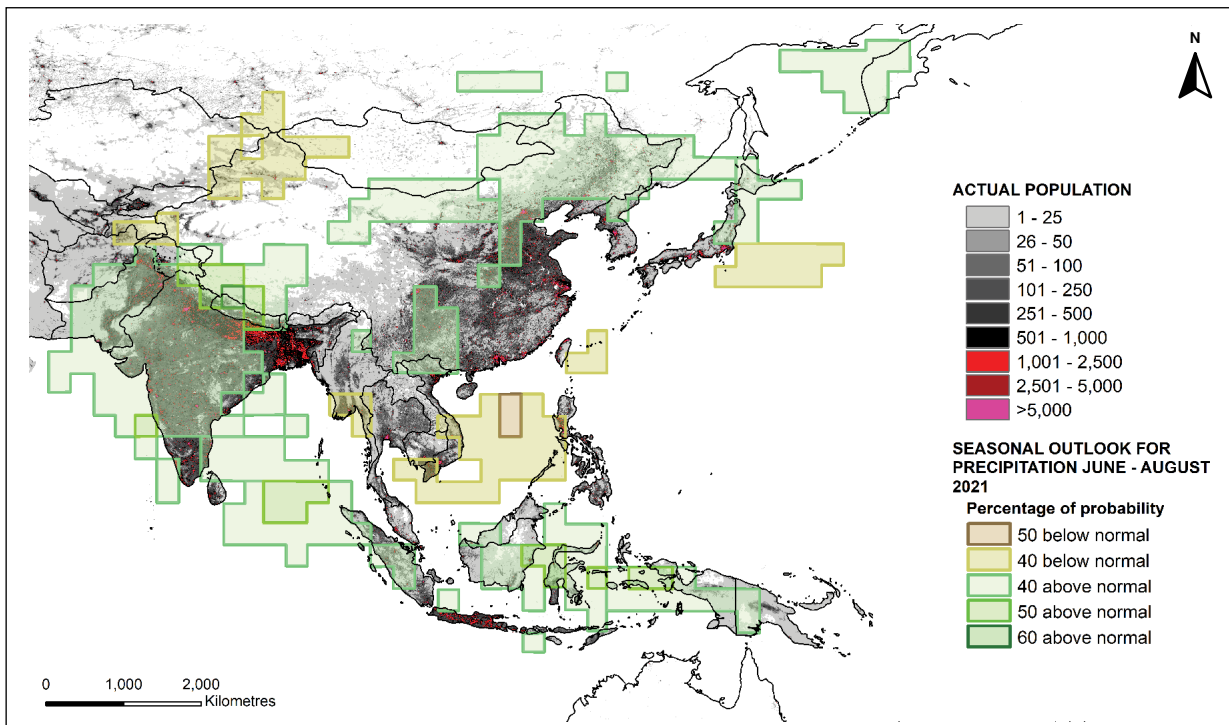 N
ACTUAL POPULATION
1 - 25
26 - 50
51 - 100
101 - 250
251 - 500
501 - 1,000
1,001 - 2,500
2,501 - 5,000
>5,000
SEASONAL OUTLOOK FOR
PRECIPITATION JUNE - AUGUST
2021
Percentage of probability
50 below normal
40 below normal
40 above normal
50 above normal
60 above normal
0 1,000 2,000
Kilometres